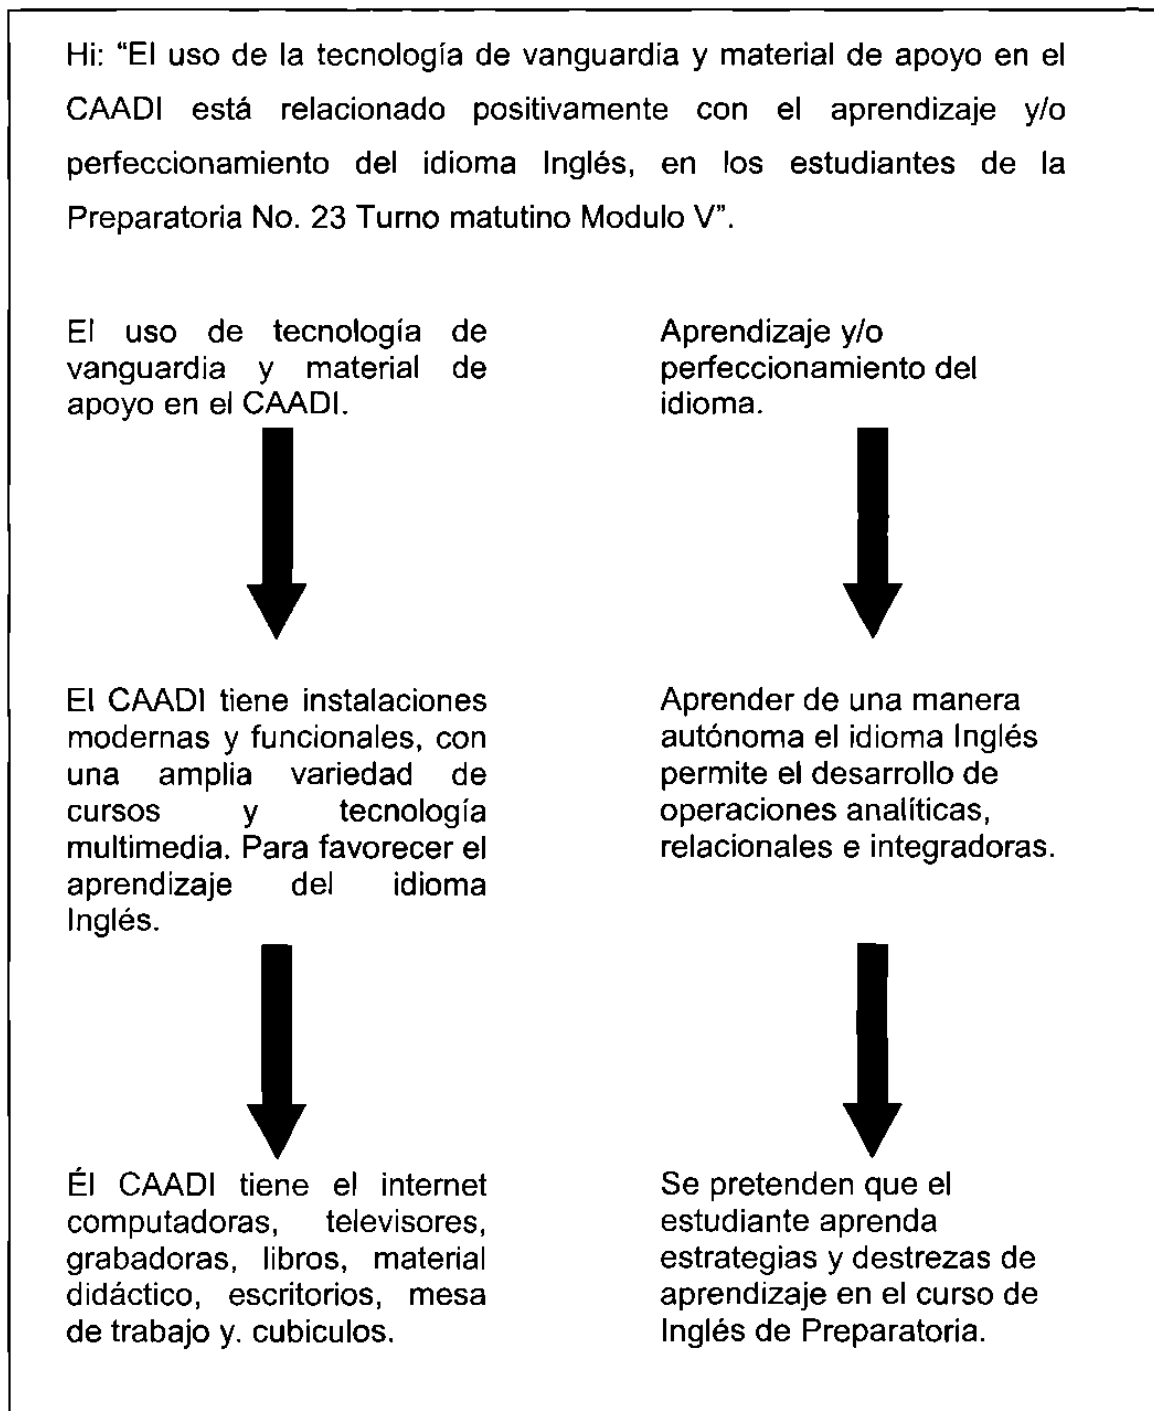 Hi: “El uso de la tecnología de vanguardia y material de apoyo en el
CAADI está relacionado positivamente con el aprendizaje y/o
perfeccionamiento del idioma Inglés, en los estudiantes de la
Preparatoria No. 23 Turno matutino Modulo V”.
El uso de tecnología de
vanguardia y material de
apoyo en el CAADI.
Aprendizaje y/o
perfeccionamiento del
idioma.
El CAADI tiene instalaciones
modernas y funcionales, con
una amplia variedad de
cursos y tecnología
multimedia. Para favorecer el
aprendizaje del idioma
Inglés.
Aprender de una manera
autónoma el idioma Inglés
permite el desarrollo de
operaciones analíticas,
relacionales e integradoras.
Él CAADI tiene el internet
computadoras, televisores,
grabadoras, libros, material
didáctico, escritorios, mesa
de trabajo y. cubiculos.
Se pretenden que el
estudiante aprenda
estrategias y destrezas de
aprendizaje en el curso de
Inglés de Preparatoria.